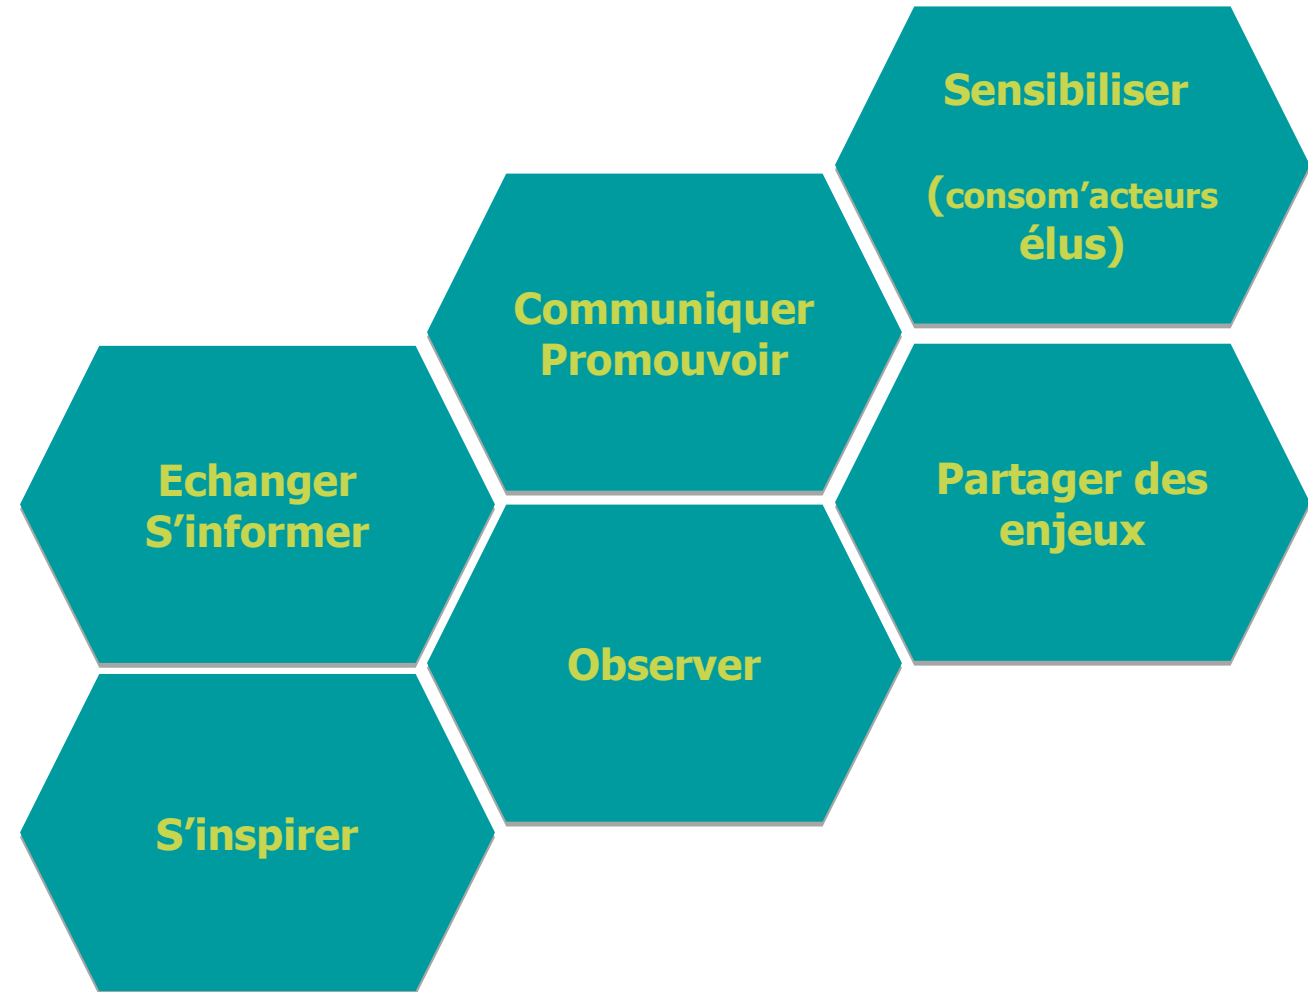 Sensibiliser
(consom’acteurs
élus)
Communiquer
Promouvoir
Echanger
S’informer
Partager des
enjeux
Observer
S’inspirer